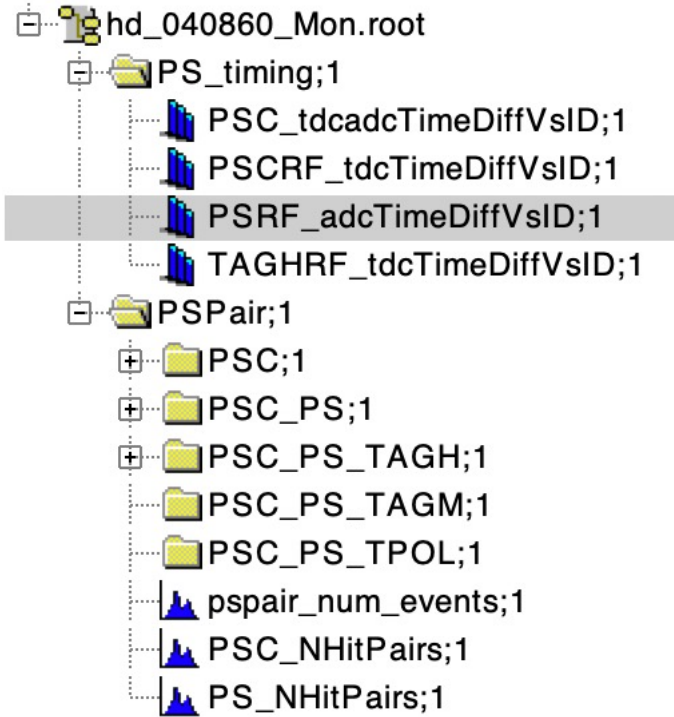 hd_040860_Mon.root
PS_timing;1
PSC_tdcadcTimeDiffVsID;1
PSCRF_tdcTimeDiffVsID;1
PSRF_adcTimeDiffVsID;1
TAGHRF_tdcTimeDiffVsID;1
PSPair;1
PSC;1
PSC_PS;1
PSC_PS_TAGH;1
PSC_PS_TAGM;1
PSC_PS_TPOL;1
pspair_num_events;1
PSC_NHitPairs;1
PS_NHitPairs;1